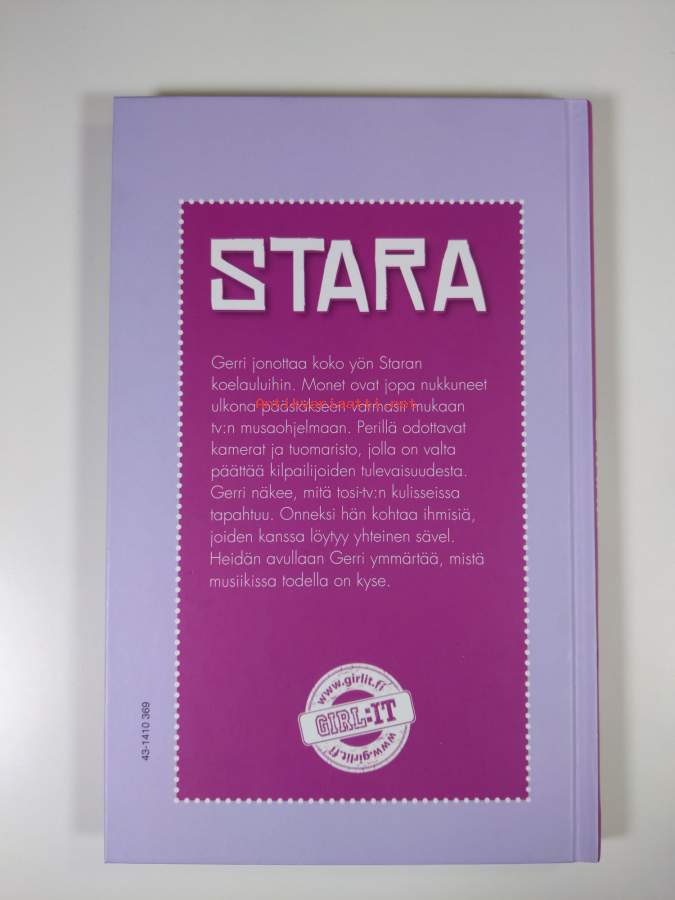 STARA
Gerri jonottaa koko yön Staran
koelauluihin. Monet ovat jopa nukkuneet
ulkona päästäkseen varmasti mukaan
Antikvariaatti.net
tv:n musaohjelmaan. Perillä odottavat
kamerat ja tuomaristo, jolla on valta
päättää kilpailijoiden tulevaisuudesta.
Gerri näkee, mitä tosi-tv:n kulisseissa
tapahtuu. Onneksi hän kohtaa ihmisiä,
joiden kanssa löytyy yhteinen sävel.
Heidän avullaan Gerri ymmärtää, mistä
musiikissa todella on kyse.
www.girlit.fi
GIRL:IT
www.girlit.fi
43-1410 369